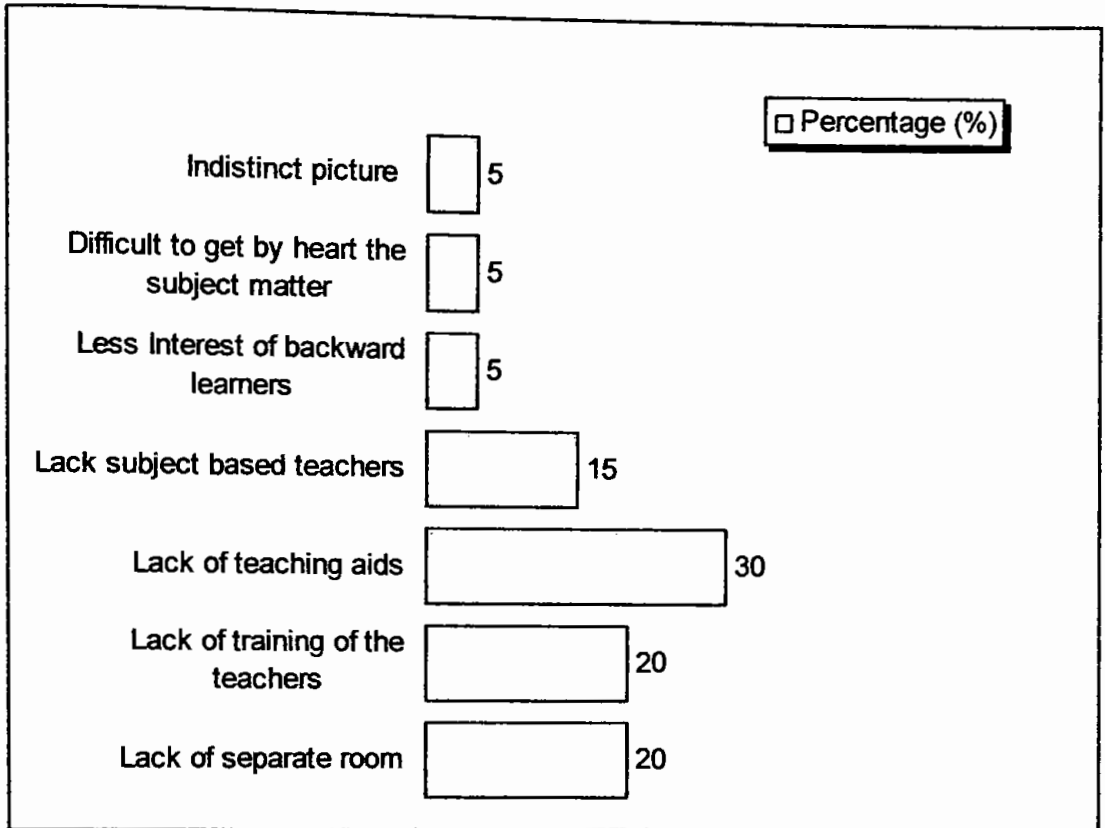 Percentage (%)
Indistinct picture
5
Difficult to get by heart the
subject matter
5
Less Interest of backward
learners
5
Lack subject based teachers
15
Lack of teaching aids
30
Lack of training of the
teachers
20
Lack of separate room
20